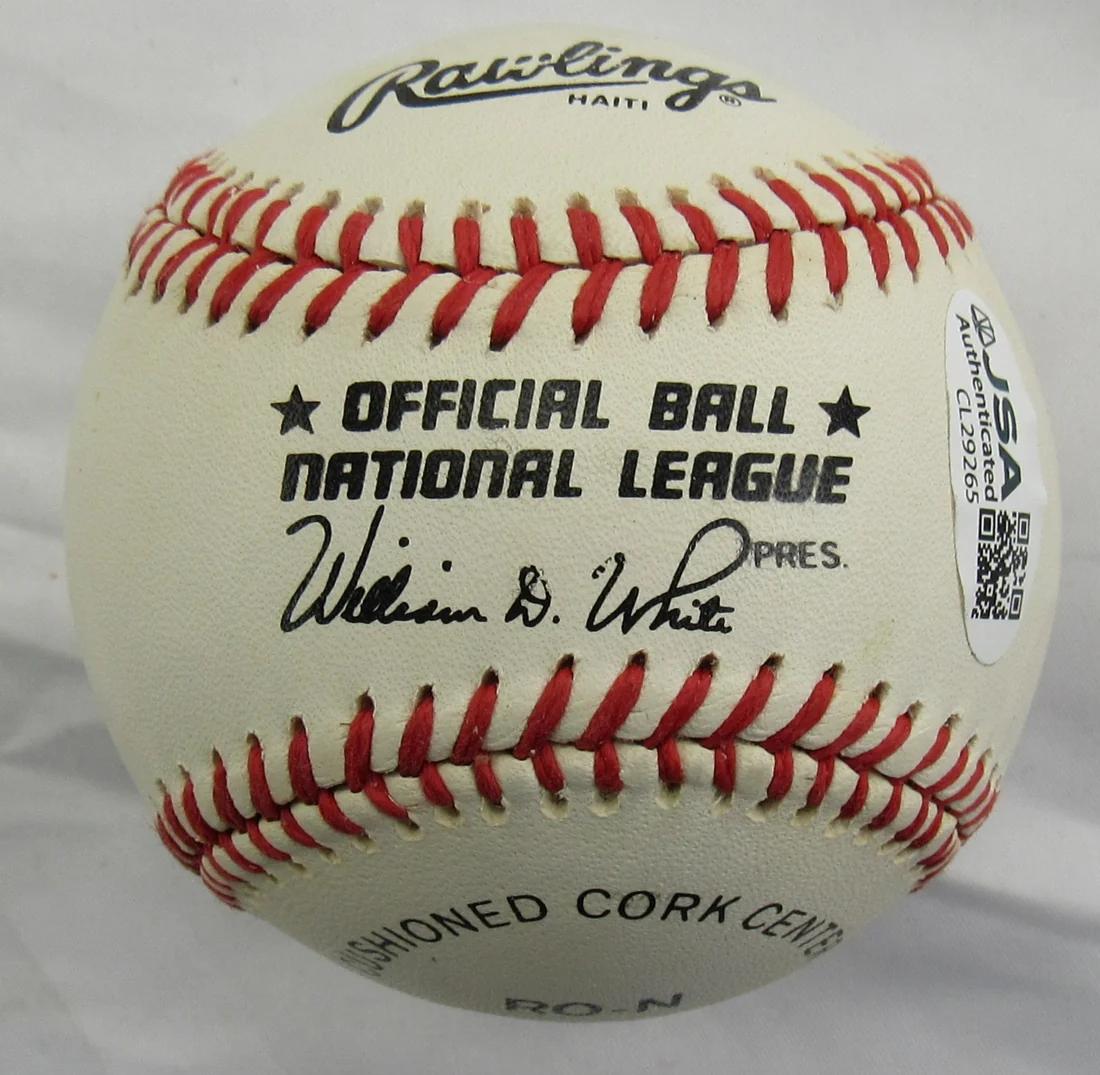 Rawlings
HAITI ®
★ OFFICIAL BALL ★
NATIONAL LEAGUE
William D. White PRES.
CUSHIONED CORK CENTER
RO-N
JSA
Authenticated
CL29265